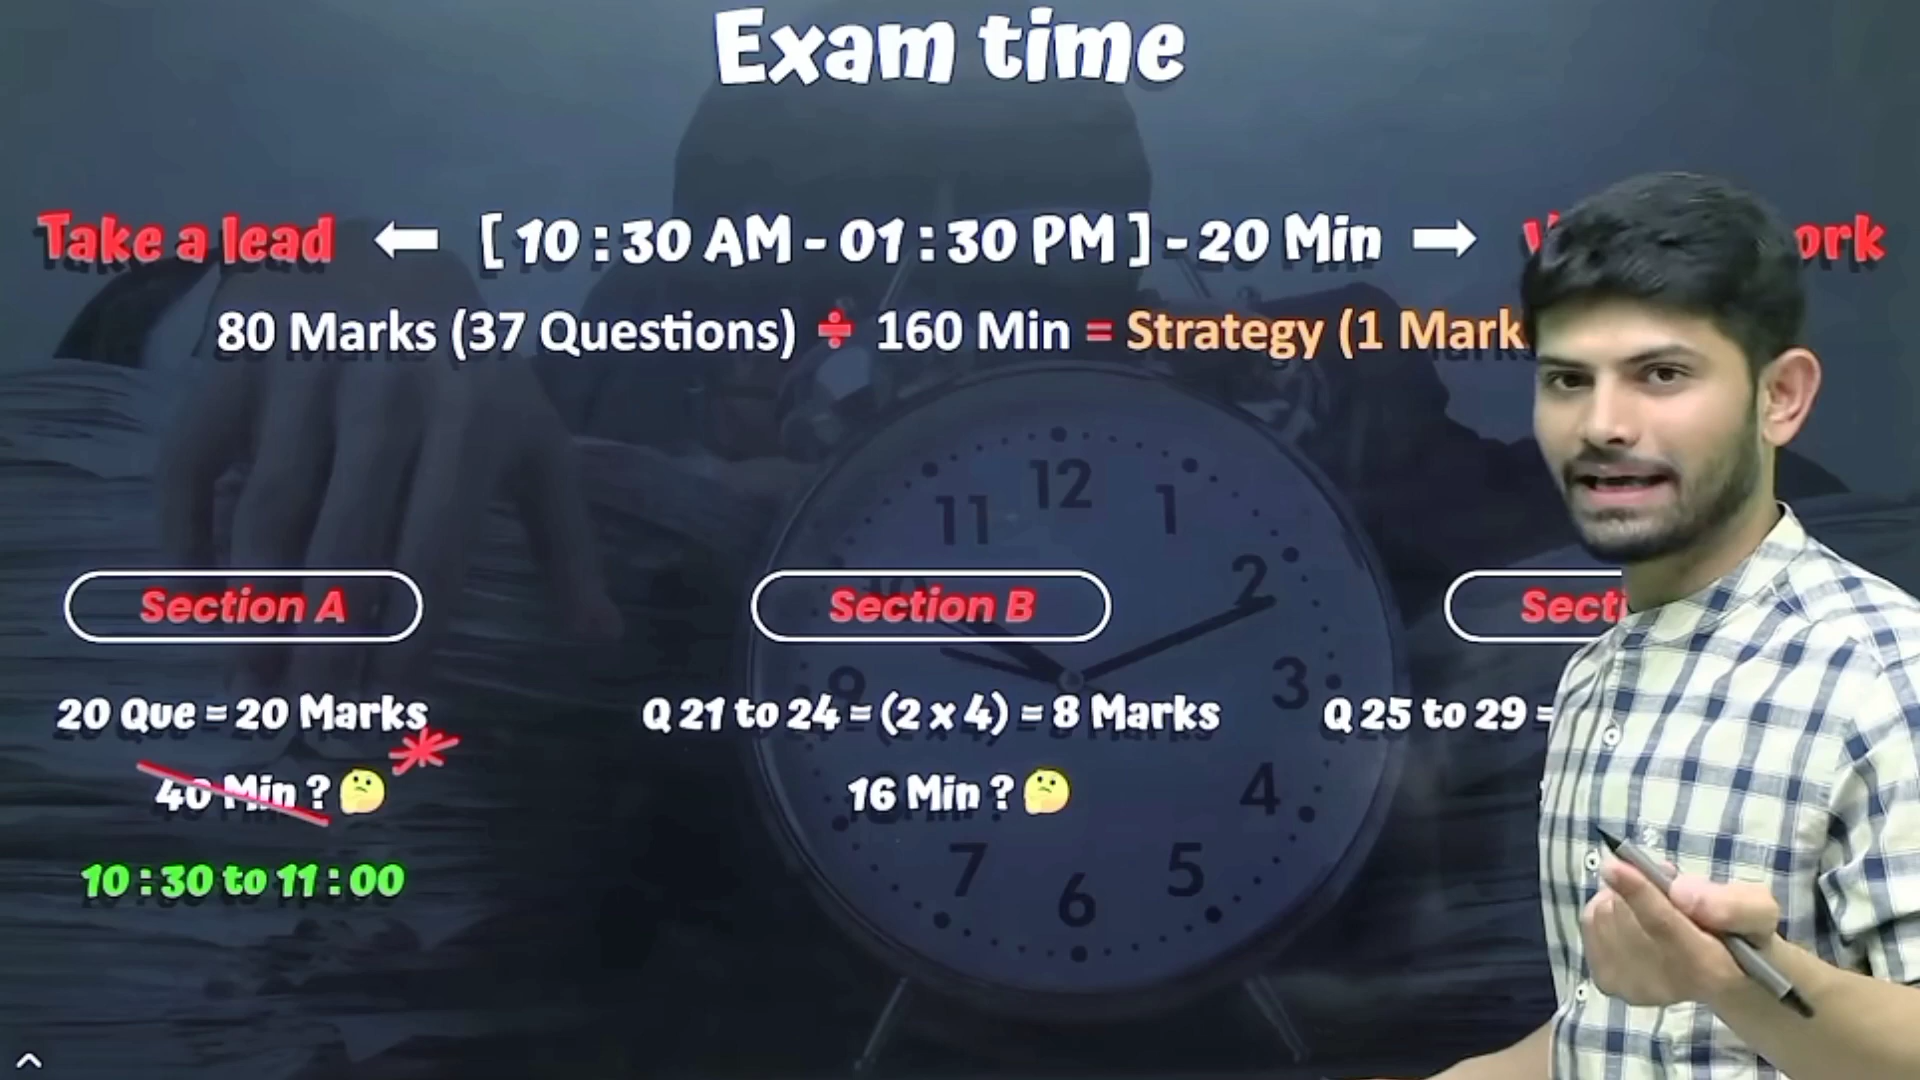 Exam time
Take a lead ⬅ [ 10 : 30 AM - 01 : 30 PM ] - 20 Min ➡
80 Marks (37 Questions) ÷ 160 Min = Strategy (1 Mark
Section A
Section B
20 Que = 20 Marks
Q 21 to 24 = (2 x 4) = 8 Marks
Q 25 to 29 =
40 Min ? 🤔
16 Min ? 🤔
10 : 30 to 11 : 00
12
11
1
2
9
3
4
7
5
6